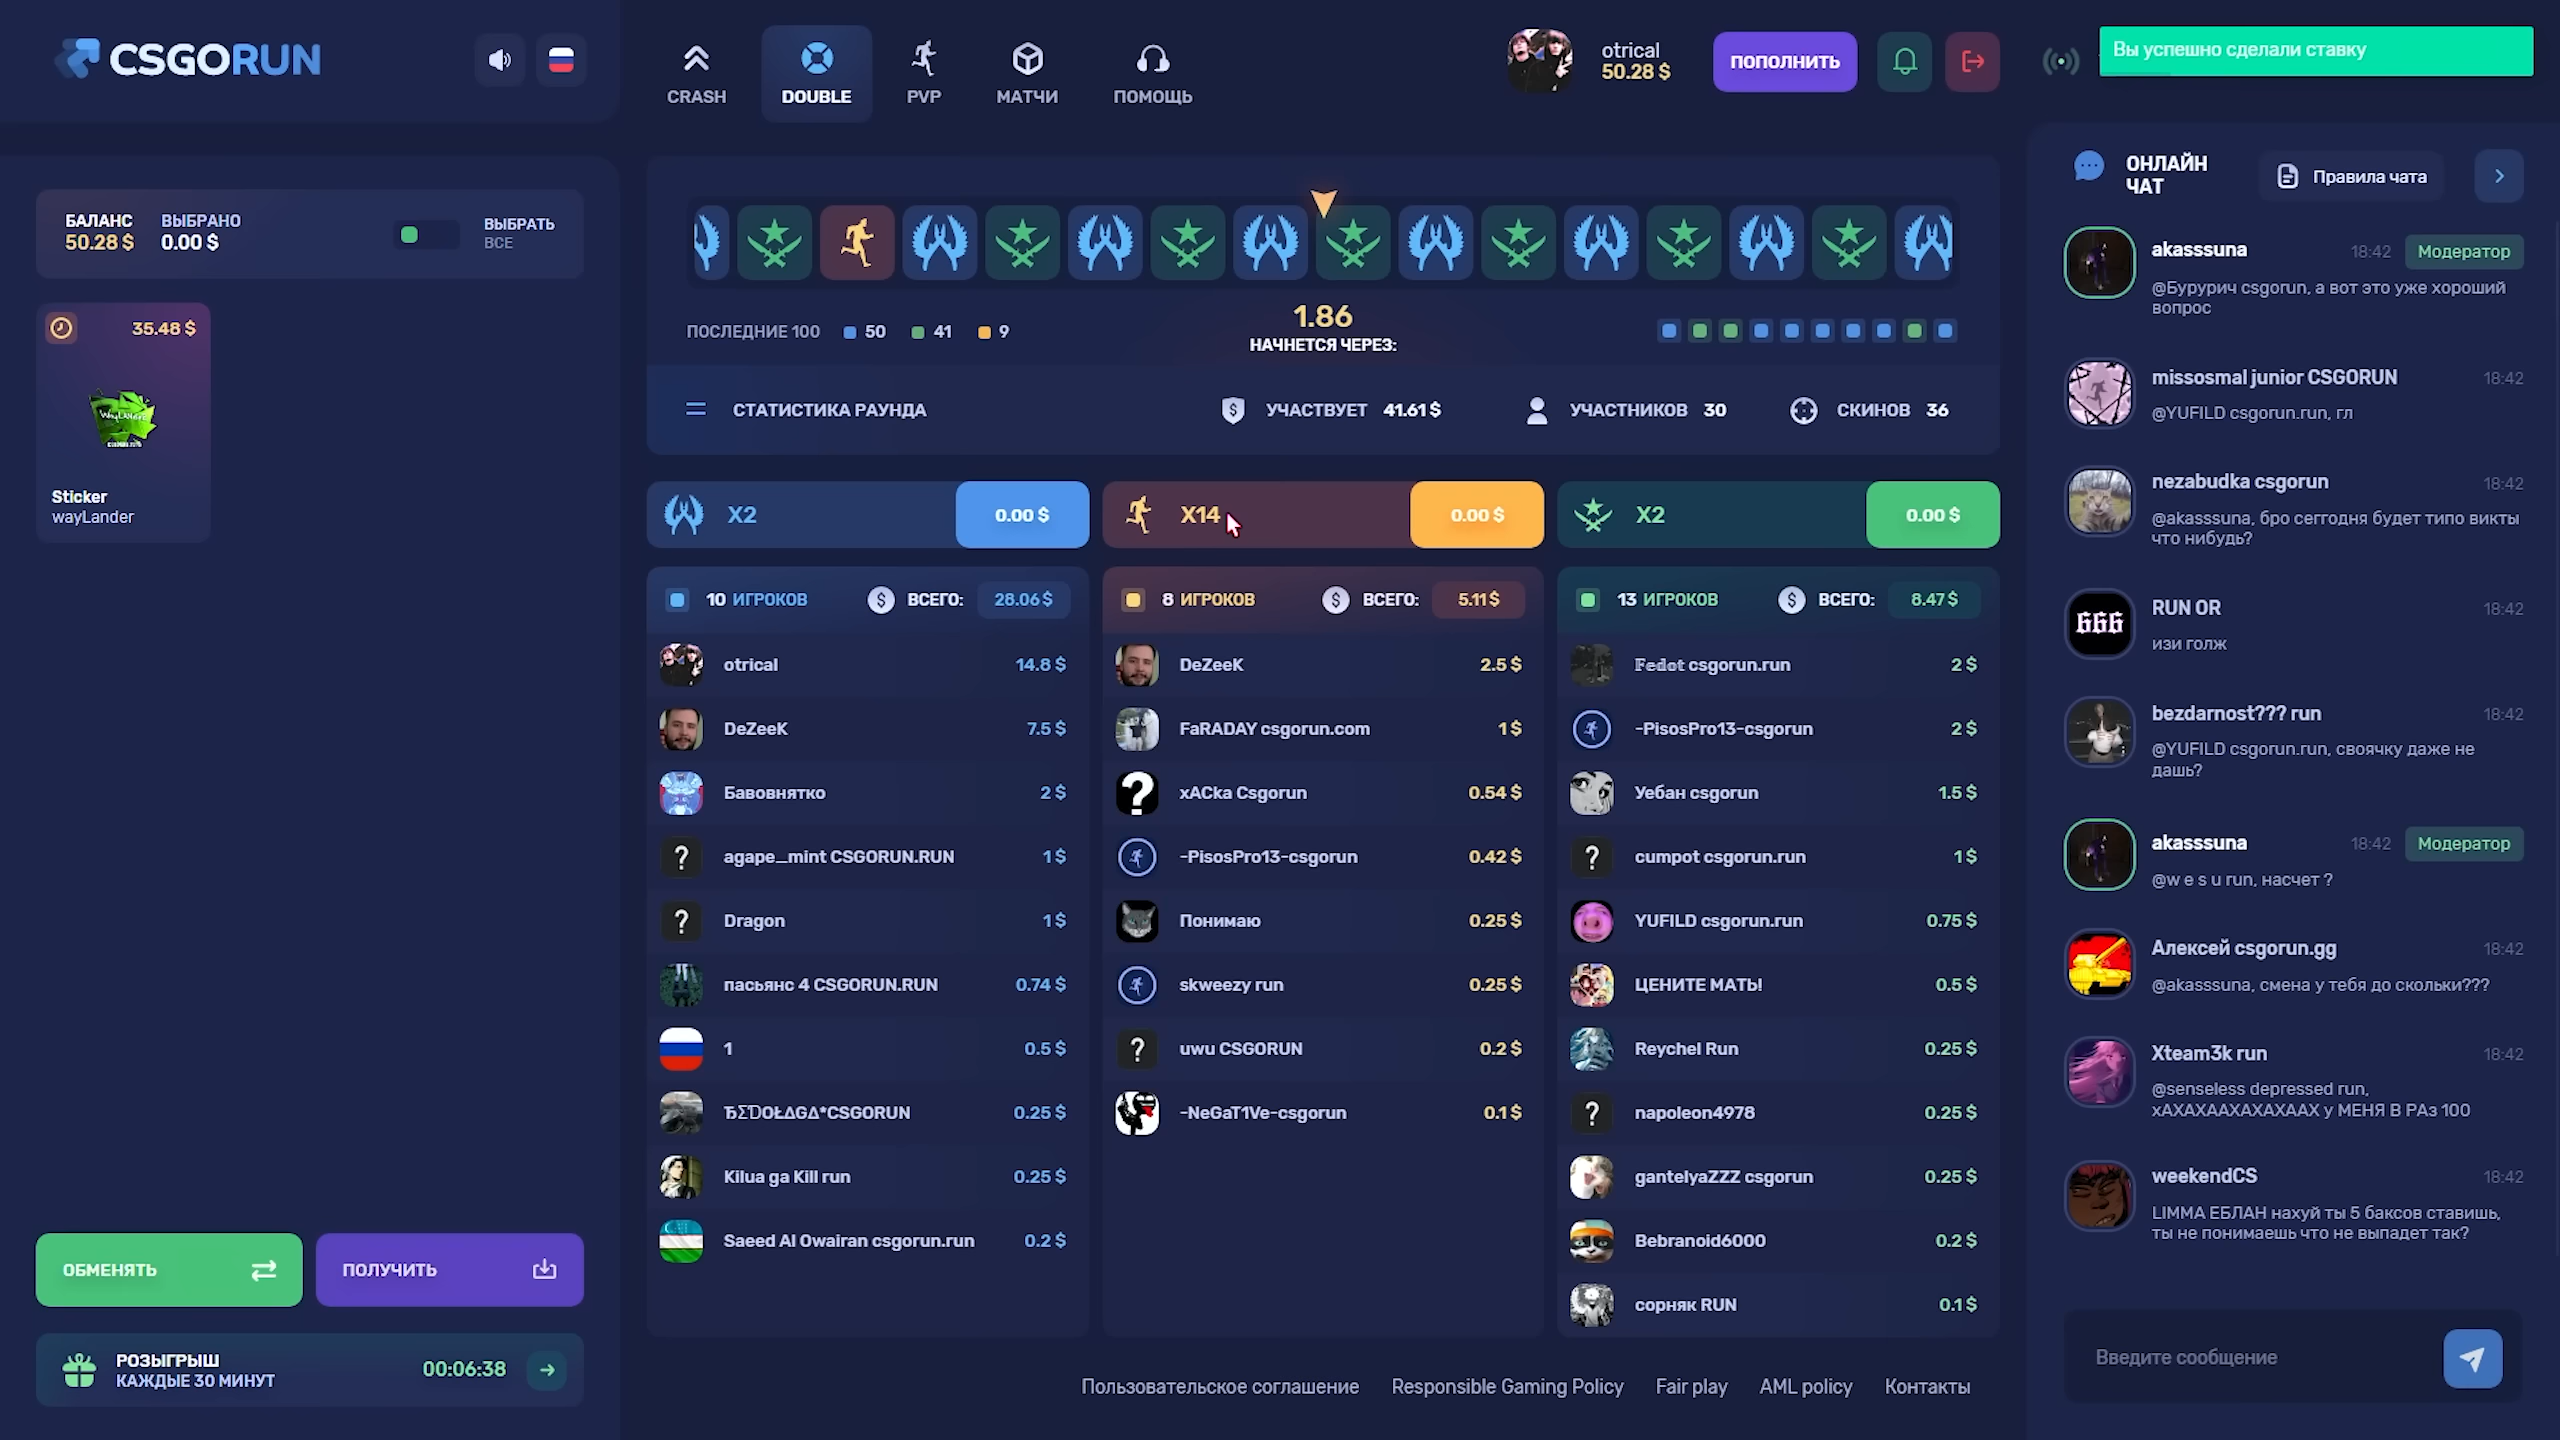 CSGORUN
CRASH
DOUBLE
PVP
МАТЧИ
ПОМОЩЬ
otrical
50.28 $
ПОПОЛНИТЬ
Вы успешно сделали ставку
БАЛАНС
50.28 $
ВЫБРАНО
0.00 $
ВЫБРАТЬ
ВСЕ
35.48 $
Sticker
wayLander
ОБМЕНЯТЬ
ПОЛУЧИТЬ
РОЗЫГРЫШ
КАЖДЫЕ 30 МИНУТ
00:06:38
ПОСЛЕДНИЕ 100
50
41
9
1.86
НАЧНЕТСЯ ЧЕРЕЗ:
СТАТИСТИКА РАУНДА
УЧАСТВУЕТ 41.61 $
УЧАСТНИКОВ 30
СКИНОВ 36
X2
0.00 $
X14
0.00 $
X2
0.00 $
10 ИГРОКОВ
ВСЕГО:
28.06 $
otrical
14.8 $
DeZeeK
7.5 $
Бавовнятко
2 $
agape_mint CSGORUN.RUN
1 $
Dragon
1 $
пасьянс 4 CSGORUN.RUN
0.74 $
1
0.5 $
ЂΣƊOŁΔGΔ*CSGORUN
0.25 $
Kilua ga Kill run
0.25 $
Saeed Al Owairan csgorun.run
0.2 $
8 ИГРОКОВ
ВСЕГО:
5.11 $
DeZeeK
2.5 $
FaRADAY csgorun.com
1 $
xACka Csgorun
0.54 $
-PisosPro13-csgorun
0.42 $
Понимаю
0.25 $
skweezy run
0.25 $
uwu CSGORUN
0.2 $
-NeGaT1Ve-csgorun
0.1 $
13 ИГРОКОВ
ВСЕГО:
8.47 $
𝔽𝕖𝕕𝕠𝕥 csgorun.run
2 $
-PisosPro13-csgorun
2 $
Уебан csgorun
1.5 $
cumpot csgorun.run
1 $
YUFILD csgorun.run
0.75 $
ЦЕНИТЕ МАТЬ!
0.5 $
Reychel Run
0.25 $
napoleon4978
0.25 $
gantelyaZZZ csgorun
0.25 $
Bebranoid6000
0.2 $
сорняк RUN
0.1 $
Пользовательское соглашение
Responsible Gaming Policy
Fair play
AML policy
Контакты
ОНЛАЙН
ЧАТ
Правила чата
akasssuna
18:42
Модератор
@Бурурич csgorun, а вот это уже хороший
вопрос
missosmal junior CSGORUN
18:42
@YUFILD csgorun.run, гл
nezabudka csgorun
18:42
@akasssuna, бро сеггодня будет типо викты
что нибудь?
666
RUN OR
18:42
изи голж
bezdarnost??? run
18:42
@YUFILD csgorun.run, своячку даже не
дашь?
akasssuna
18:42
Модератор
@w e s u run, насчет ?
Алексей csgorun.gg
18:42
@akasssuna, смена у тебя до скольки???
Xteam3k run
18:42
@senseless depressed run,
хАХАХААХАХАХААХ у МЕНЯ В РАз 100
weekendCS
18:42
LIMMA ЕБЛАН нахуй ты 5 баксов ставишь,
ты не понимаешь что не выпадет так?
Введите сообщение